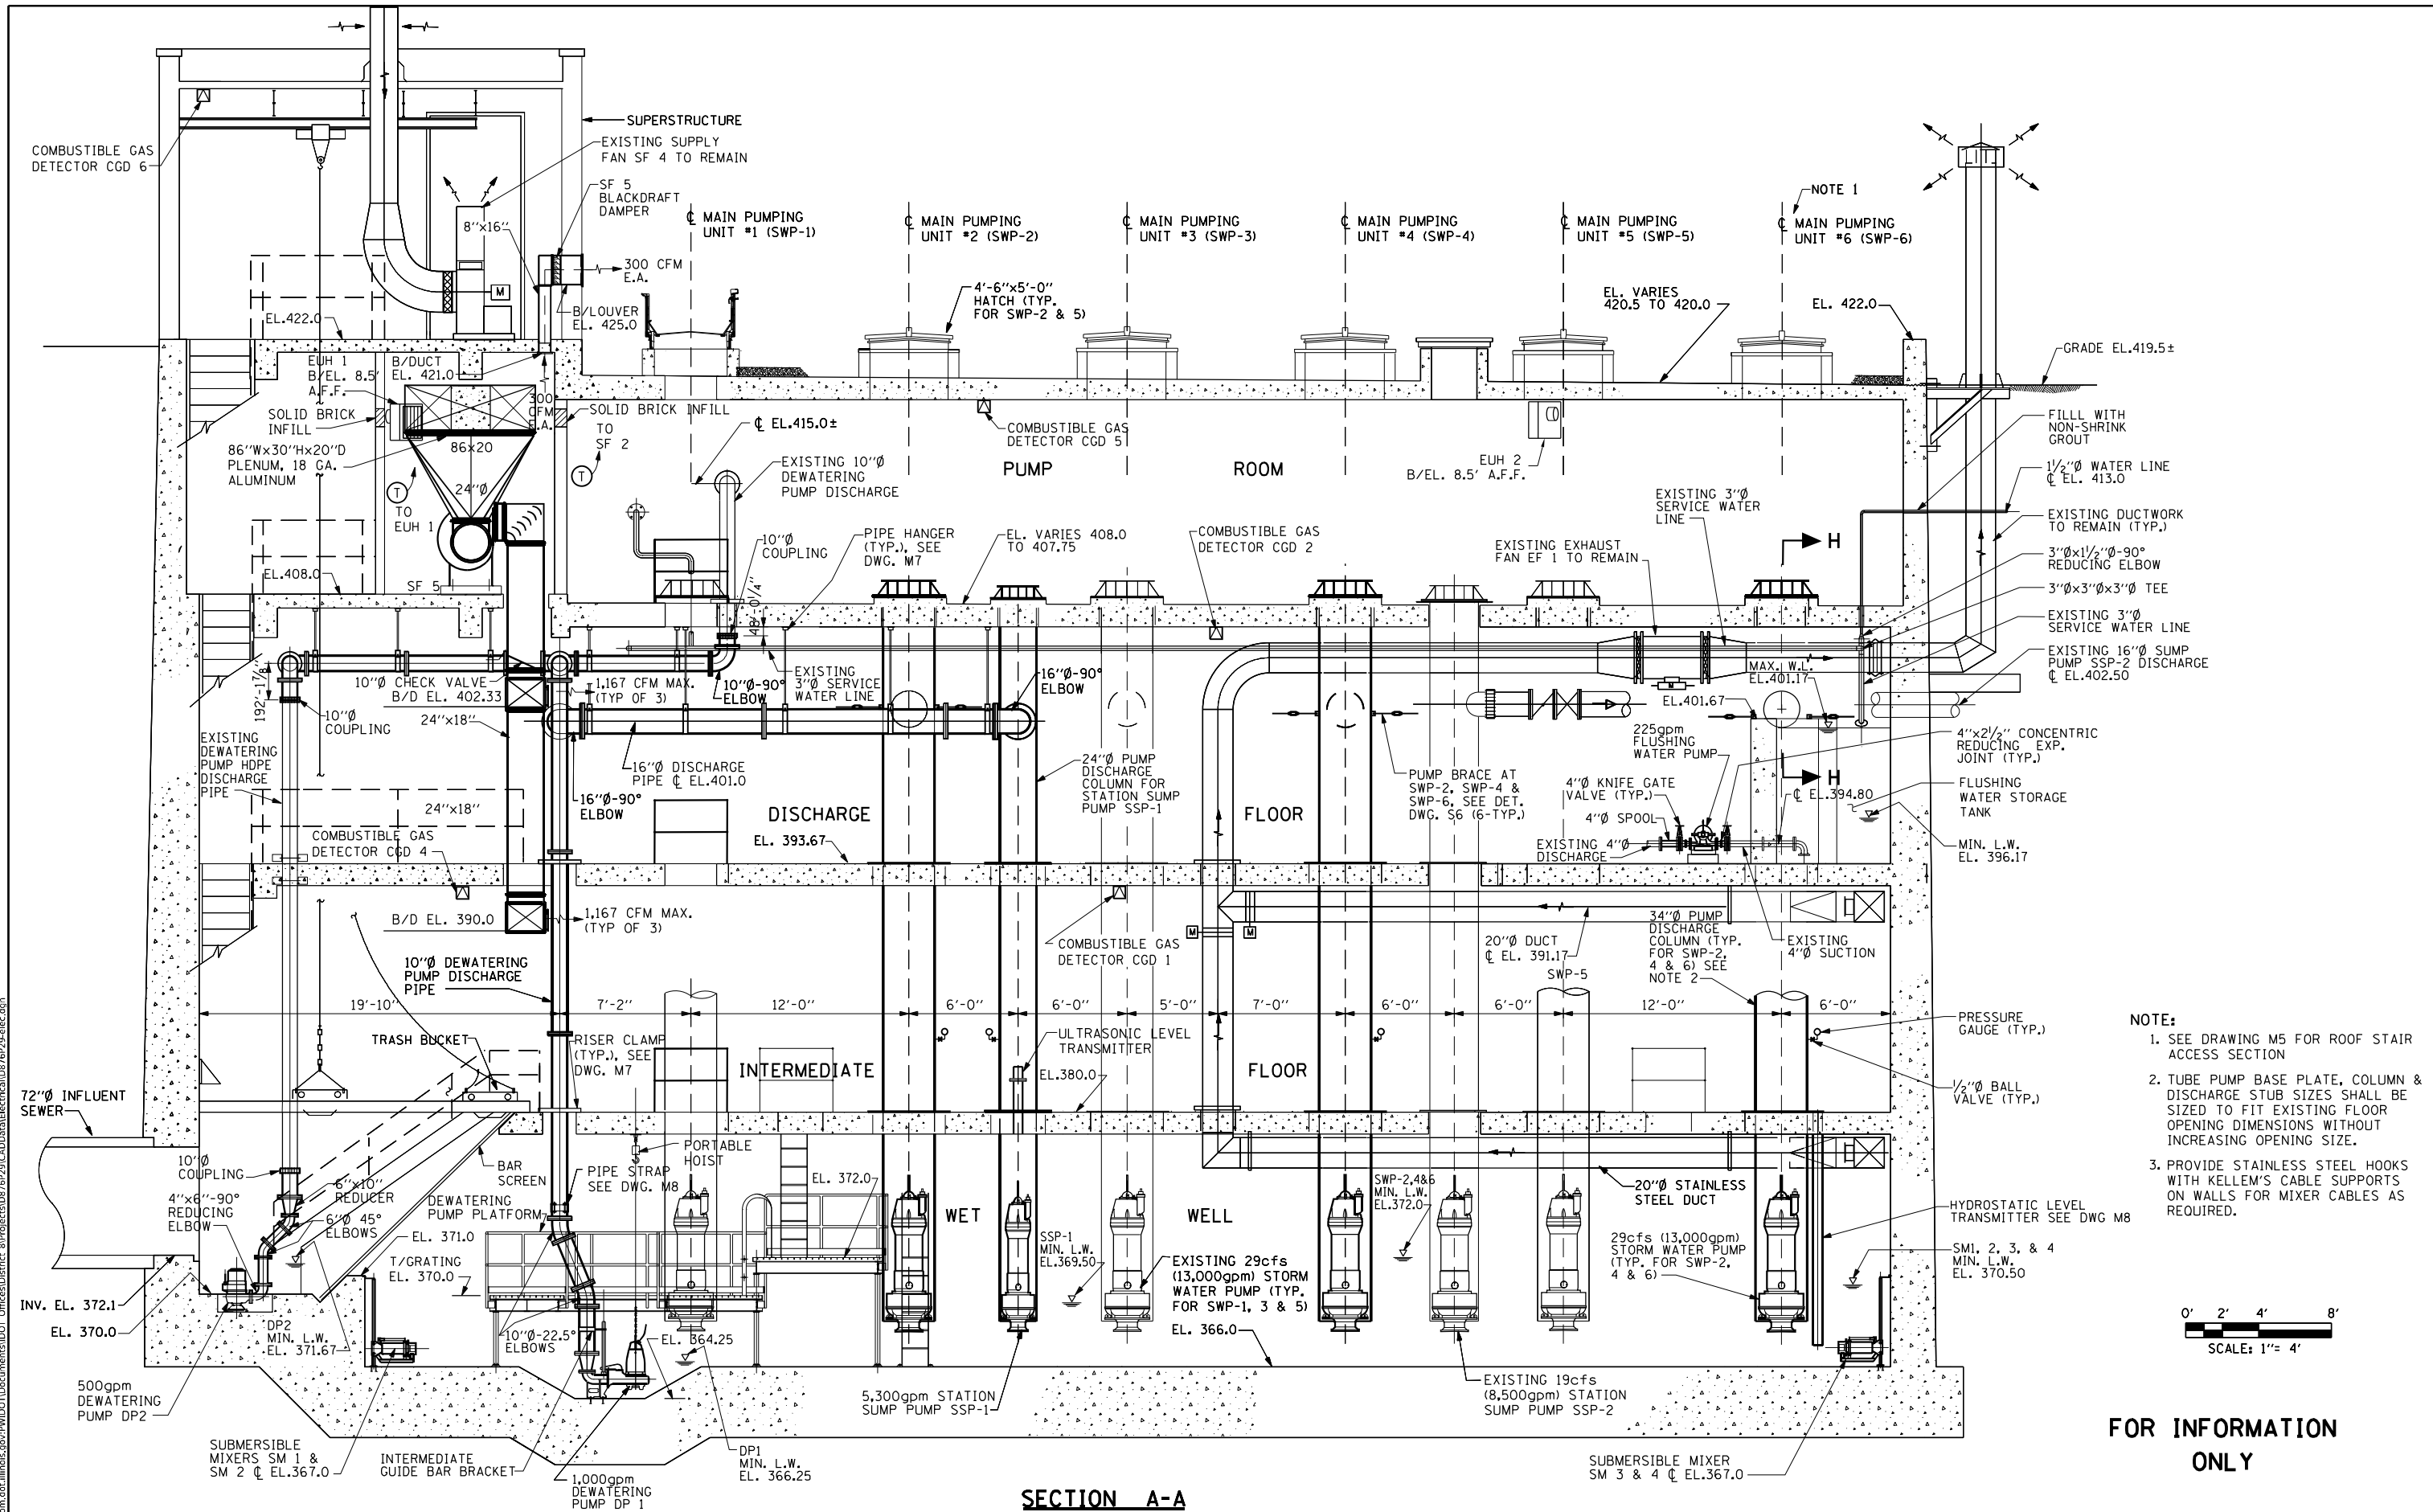 SUPERSTRUCTURE
EXISTING SUPPLY
FAN SF 4 TO REMAIN
COMBUSTIBLE GAS
DETECTOR CGD 6
SF 5
BLACKDRAFT
DAMPER
8"x16"
M
300 CFM
E.A.
B/LOUVER
EL. 425.0
℄ MAIN PUMPING
UNIT #1 (SWP-1)
℄ MAIN PUMPING
UNIT #2 (SWP-2)
℄ MAIN PUMPING
UNIT #3 (SWP-3)
℄ MAIN PUMPING
UNIT #4 (SWP-4)
℄ MAIN PUMPING
UNIT #5 (SWP-5)
NOTE 1
℄ MAIN PUMPING
UNIT #6 (SWP-6)
4'-6"x5'-0"
HATCH (TYP.
FOR SWP-2 & 5)
EL. VARIES
420.5 TO 420.0
EL. 422.0
GRADE EL.419.5±
EL.422.0
EUH 1
B/EL. 8.5'
A.F.F.
B/DUCT
EL. 421.0
300
CFM
E.A.
SOLID BRICK
INFILL
SOLID BRICK INFILL
TO
SF 2
T
86"Wx30"Hx20"D
PLENUM, 18 GA.
ALUMINUM
86x20
24"Ø
T
TO
EUH 1
℄ EL.415.0±
EXISTING 10"Ø
DEWATERING
PUMP DISCHARGE
COMBUSTIBLE GAS
DETECTOR CGD 5
PUMP ROOM
EUH 2
B/EL. 8.5' A.F.F.
FILLL WITH
NON-SHRINK
GROUT
1 1/2"Ø WATER LINE
℄ EL. 413.0
EXISTING DUCTWORK
TO REMAIN (TYP.)
3"Øx1 1/2"Ø-90°
REDUCING ELBOW
3"Øx3"Øx3"Ø TEE
EXISTING 3"Ø
SERVICE WATER LINE
EXISTING 16"Ø SUMP
PUMP SSP-2 DISCHARGE
℄ EL.402.50
EXISTING 3"Ø
SERVICE WATER
LINE
EXISTING EXHAUST
FAN EF 1 TO REMAIN
H
COMBUSTIBLE GAS
DETECTOR CGD 2
EL. VARIES 408.0
TO 407.75
PIPE HANGER
(TYP.), SEE
DWG. M7
10"Ø
COUPLING
EL.408.0
SF 5
10"Ø CHECK VALVE
B/D EL. 402.33
24"x18"
192'-1 7/8"
10"Ø
COUPLING
1,167 CFM MAX.
(TYP OF 3)
10"Ø-90°
ELBOW
EXISTING
3"Ø SERVICE
WATER LINE
16"Ø-90°
ELBOW
MAX. W.L.
EL.401.17
EL.401.67
M
EXISTING
DEWATERING
PUMP HDPE
DISCHARGE
PIPE
16"Ø DISCHARGE
PIPE ℄ EL.401.0
16"Ø-90°
ELBOW
24"x18"
24"Ø PUMP
DISCHARGE
COLUMN FOR
STATION SUMP
PUMP SSP-1
PUMP BRACE AT
SWP-2, SWP-4 &
SWP-6, SEE DET.
DWG. S6 (6-TYP.)
225gpm
FLUSHING
WATER PUMP
4"Ø KNIFE GATE
VALVE (TYP.)
4"Ø SPOOL
EXISTING 4"Ø
DISCHARGE
H
℄ EL.394.80
4"x2 1/2" CONCENTRIC
REDUCING EXP.
JOINT (TYP.)
FLUSHING
WATER STORAGE
TANK
MIN. L.W.
EL. 396.17
COMBUSTIBLE GAS
DETECTOR CGD 4
DISCHARGE FLOOR
EL. 393.67
B/D EL. 390.0
1,167 CFM MAX.
(TYP OF 3)
COMBUSTIBLE GAS
DETECTOR CGD 1
M
M
20"Ø DUCT
℄ EL. 391.17
34"Ø PUMP
DISCHARGE
COLUMN (TYP.
FOR SWP-2,
4 & 6) SEE
NOTE 2
EXISTING
4"Ø SUCTION
SWP-5
10"Ø DEWATERING
PUMP DISCHARGE
PIPE
19'-10" 7'-2" 12'-0" 6'-0" 6'-0" 5'-0" 7'-0" 6'-0" 6'-0" 12'-0" 6'-0"
TRASH BUCKET
RISER CLAMP
(TYP.), SEE
DWG. M7
ULTRASONIC LEVEL
TRANSMITTER
EL.380.0
INTERMEDIATE FLOOR
PRESSURE
GAUGE (TYP.)
1/2"Ø BALL
VALVE (TYP.)
72"Ø INFLUENT
SEWER
10"Ø
COUPLING
4"x6"-90°
REDUCING
ELBOW
6"x10"
REDUCER
6"Ø 45°
ELBOWS
BAR
SCREEN
DEWATERING
PUMP PLATFORM
EL. 371.0
T/GRATING
EL. 370.0
PORTABLE
HOIST
PIPE STRAP
SEE DWG. M8
EL. 372.0
WET WELL
SSP-1
MIN. L.W.
EL.369.50
SWP-2,4&6
MIN. L.W.
EL.372.0
20"Ø STAINLESS
STEEL DUCT
EXISTING 29cfs
(13,000gpm) STORM
WATER PUMP (TYP.
FOR SWP-1, 3 & 5)
EL. 366.0
29cfs (13,000gpm)
STORM WATER PUMP
(TYP. FOR SWP-2,
4 & 6)
HYDROSTATIC LEVEL
TRANSMITTER SEE DWG M8
SM1, 2, 3, & 4
MIN. L.W.
EL. 370.50
INV. EL. 372.1
EL. 370.0
DP2
MIN. L.W.
EL. 371.67
10"Ø-22.5°
ELBOWS
EL. 364.25
500gpm
DEWATERING
PUMP DP2
SUBMERSIBLE
MIXERS SM 1 &
SM 2 ℄ EL.367.0
INTERMEDIATE
GUIDE BAR BRACKET
1,000gpm
DEWATERING
PUMP DP 1
DP1
MIN. L.W.
EL. 366.25
5,300gpm STATION
SUMP PUMP SSP-1
EXISTING 19cfs
(8,500gpm) STATION
SUMP PUMP SSP-2
SUBMERSIBLE MIXER
SM 3 & 4 ℄ EL.367.0
NOTE:
1. SEE DRAWING M5 FOR ROOF STAIR
ACCESS SECTION
2. TUBE PUMP BASE PLATE, COLUMN &
DISCHARGE STUB SIZES SHALL BE
SIZED TO FIT EXISTING FLOOR
OPENING DIMENSIONS WITHOUT
INCREASING OPENING SIZE.
3. PROVIDE STAINLESS STEEL HOOKS
WITH KELLEM'S CABLE SUPPORTS
ON WALLS FOR MIXER CABLES AS
REQUIRED.
0' 2' 4' 8'
SCALE: 1"= 4'
FOR INFORMATION
ONLY
SECTION A-A